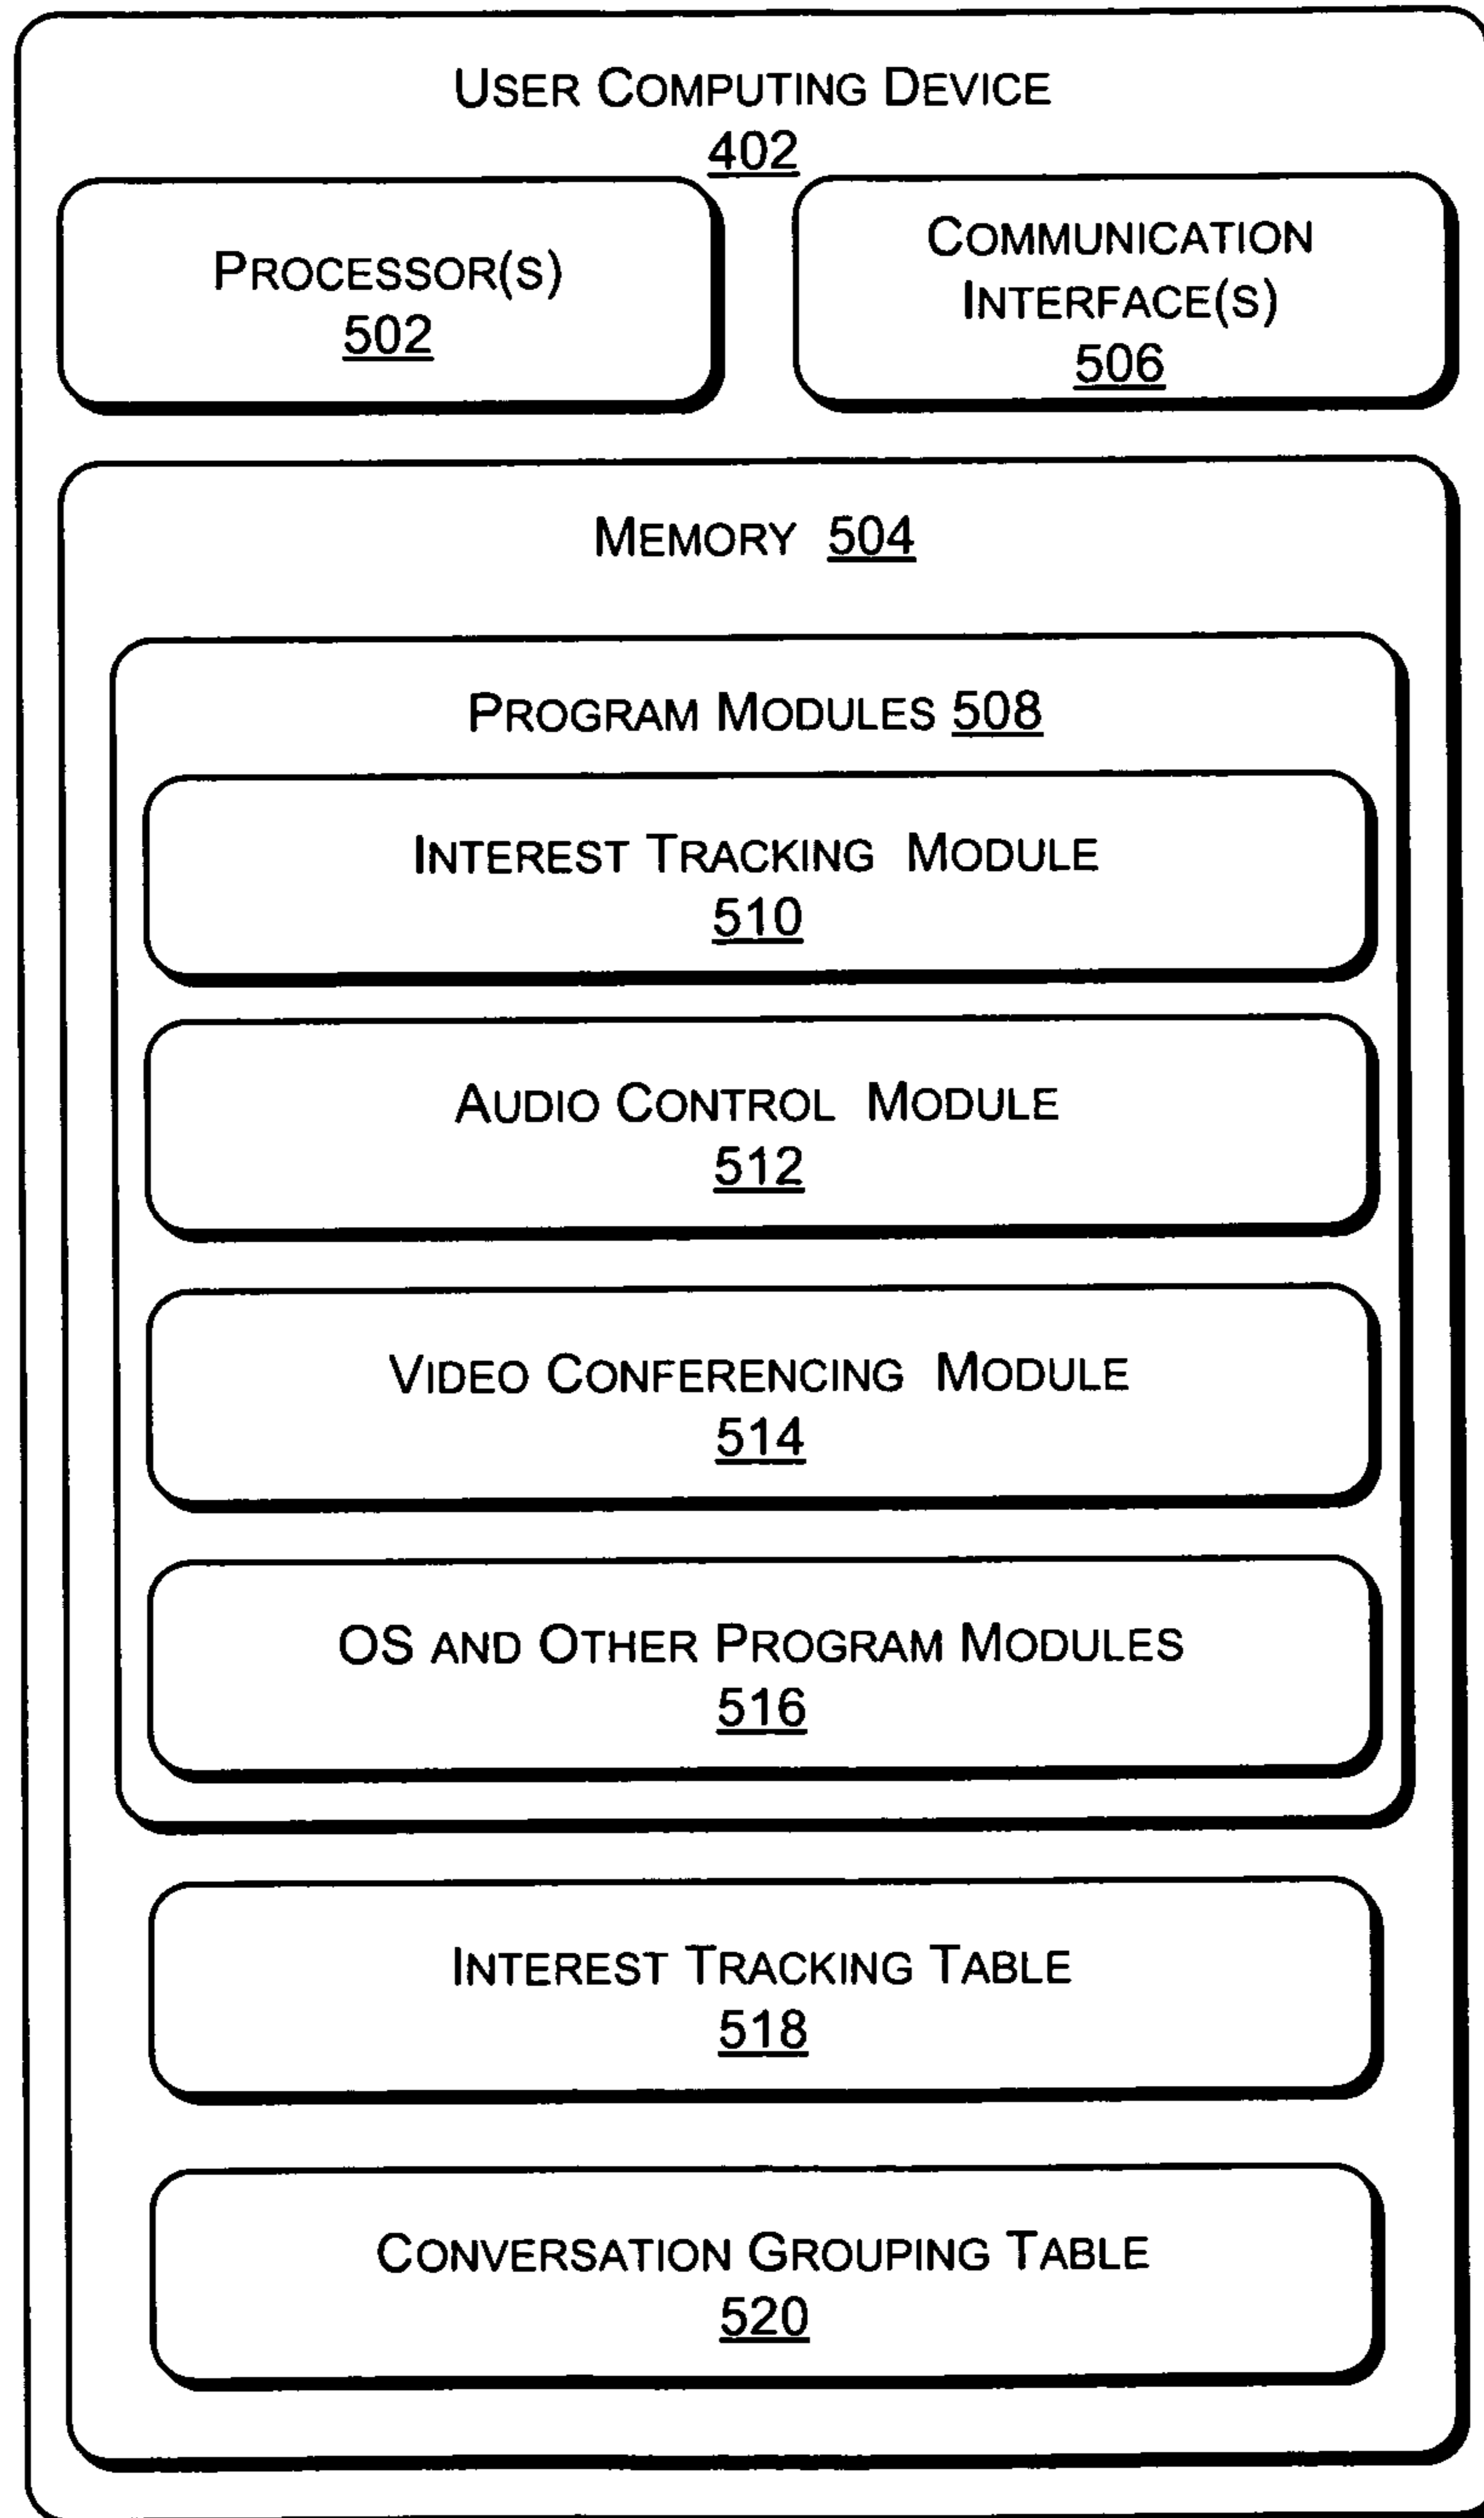 USER COMPUTING DEVICE
402
PROCESSOR(S)
502
COMMUNICATION
INTERFACE(S)
506
MEMORY 504
PROGRAM MODULES 508
INTEREST TRACKING MODULE
510
AUDIO CONTROL MODULE
512
VIDEO CONFERENCING MODULE
514
OS AND OTHER PROGRAM MODULES
516
INTEREST TRACKING TABLE
518
CONVERSATION GROUPING TABLE
520